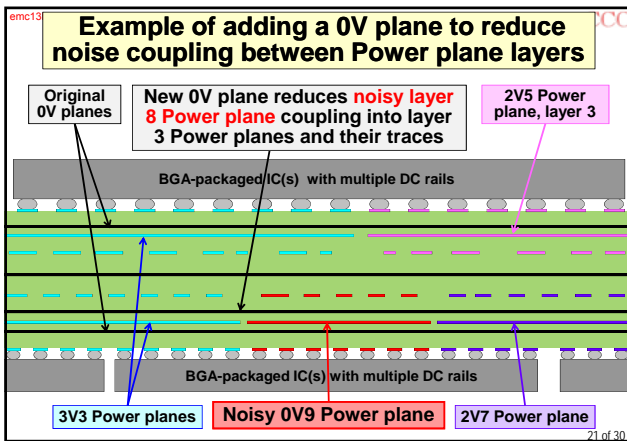 emc13
Example of adding a 0V plane to reduce
noise coupling between Power plane layers
Original
0V planes
New 0V plane reduces noisy layer
8 Power plane coupling into layer
3 Power planes and their traces
2V5 Power
plane, layer 3
BGA-packaged IC(s) with multiple DC rails
BGA-packaged IC(s) with multiple DC rails
3V3 Power planes
Noisy 0V9 Power plane
2V7 Power plane
21 of 30